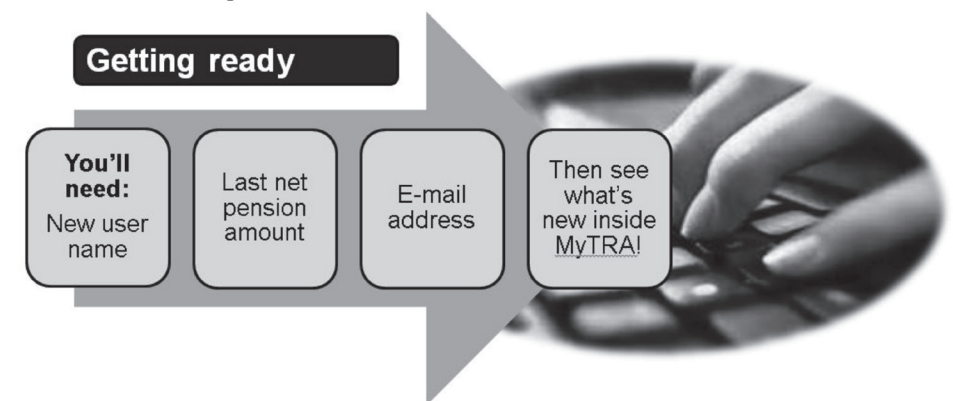 Getting ready
You'll
need:
New user
name
Last net
pension
amount
E-mail
address
Then see
what's
new inside
MyTRA!